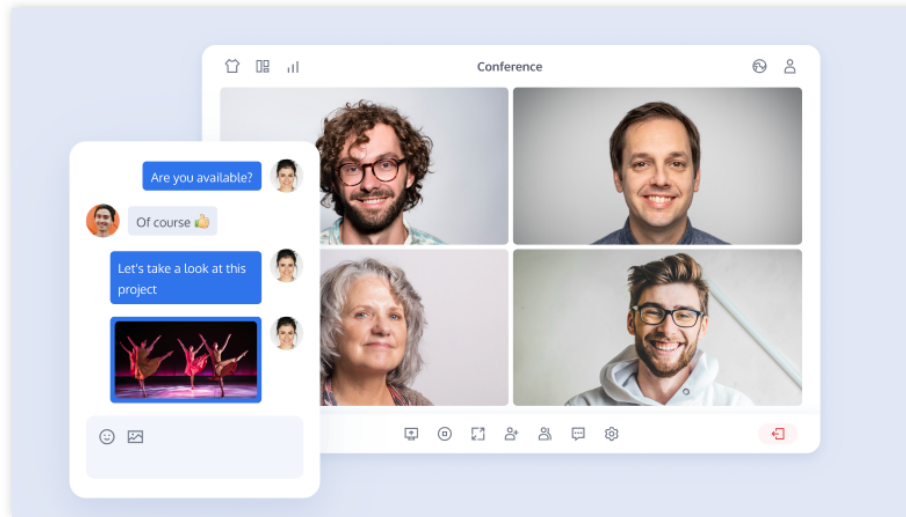 Conference
Are you available?
Of course 👍
Let's take a look at this
project